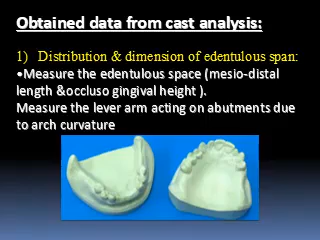 Obtained data from cast analysis:
1) Distribution & dimension of edentulous span:
•Measure the edentulous space (mesio-distal
length &occluso gingival height ).
Measure the lever arm acting on abutments due
to arch curvature